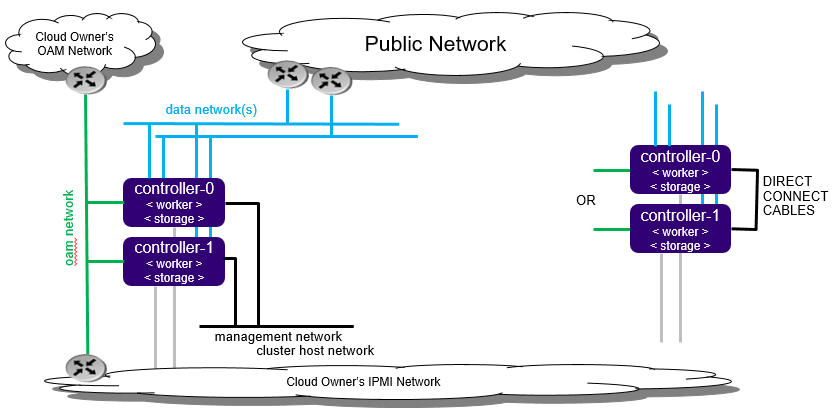 Cloud Owner's
OAM Network
Public Network
data network(s)
oam network
controller-0
< worker >
< storage >
controller-1
< worker >
< storage >
management network
cluster host network
OR
controller-0
< worker >
< storage >
controller-1
< worker >
< storage >
DIRECT
CONNECT
CABLES
Cloud Owner's IPMI Network